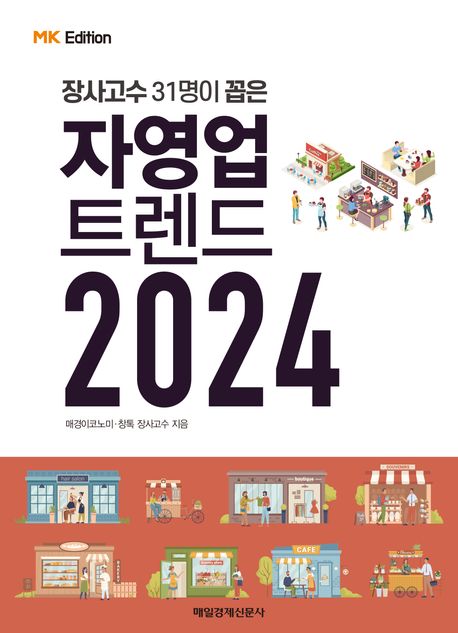 MK Edition
장사고수 31명이 꼽은
자영업
트렌드
2024
매경이코노미·창톡 장사고수 지음
hair salon
boutique
SOUVENIRS
CAFE
매일경제신문사